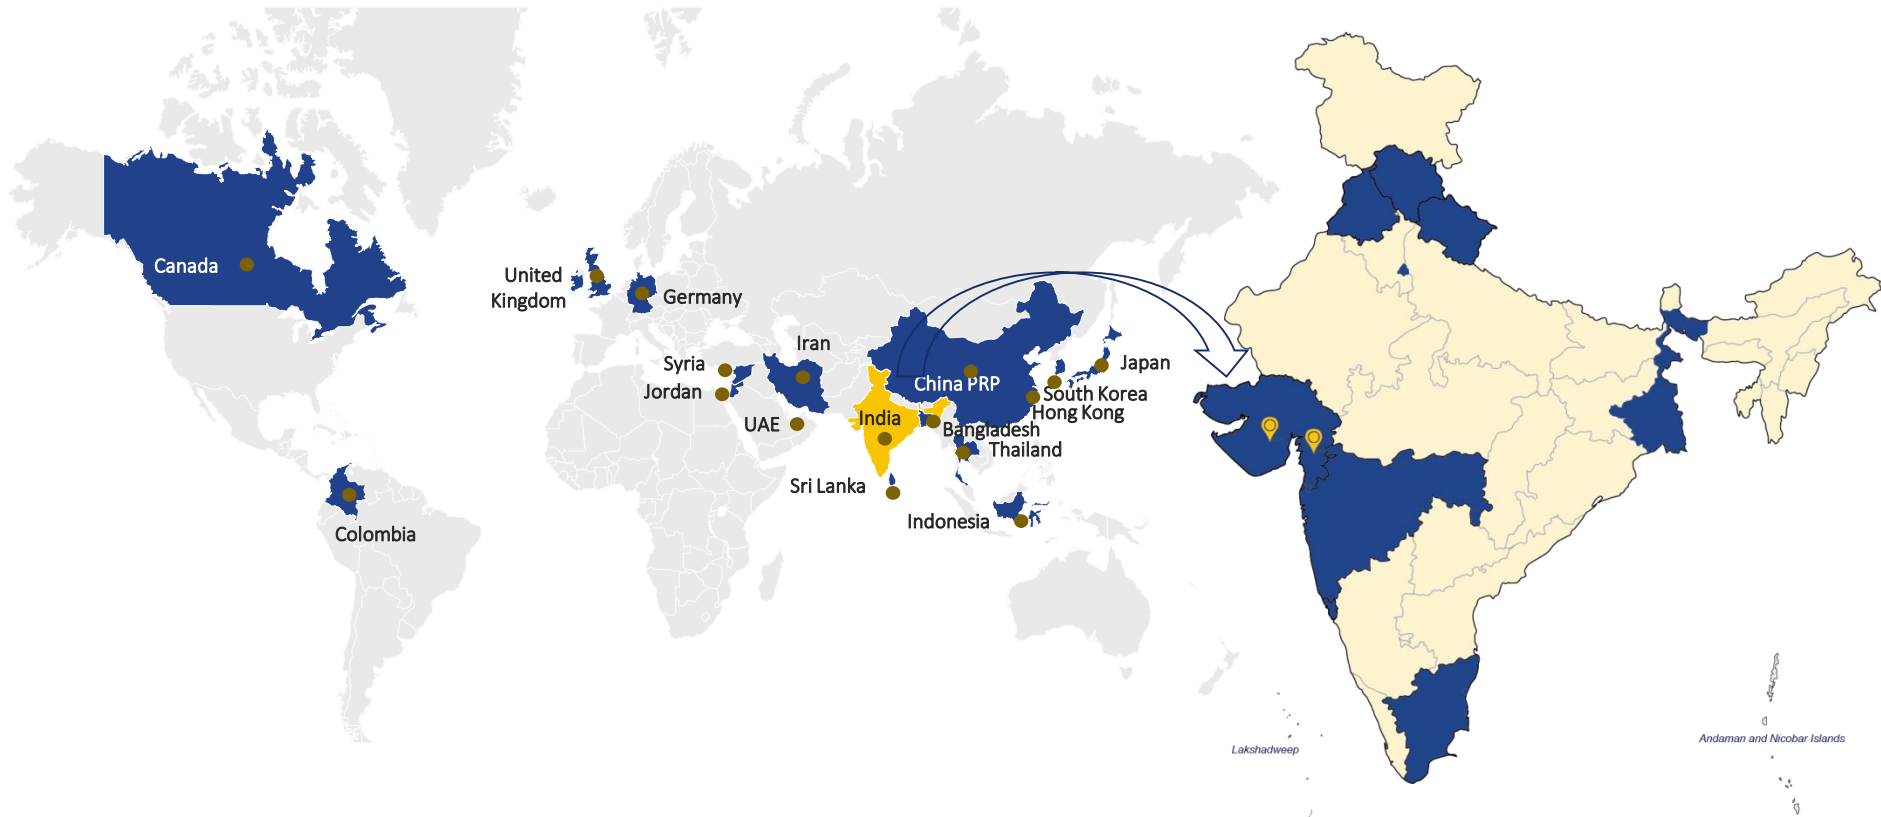 Canada
United
Kingdom
Germany
Iran
Syria
Jordan
UAE
India
China PRP
Japan
South Korea
Hong Kong
Bangladesh
Thailand
Sri Lanka
Indonesia
Colombia
Lakshadweep
Andaman and Nicobar Islands